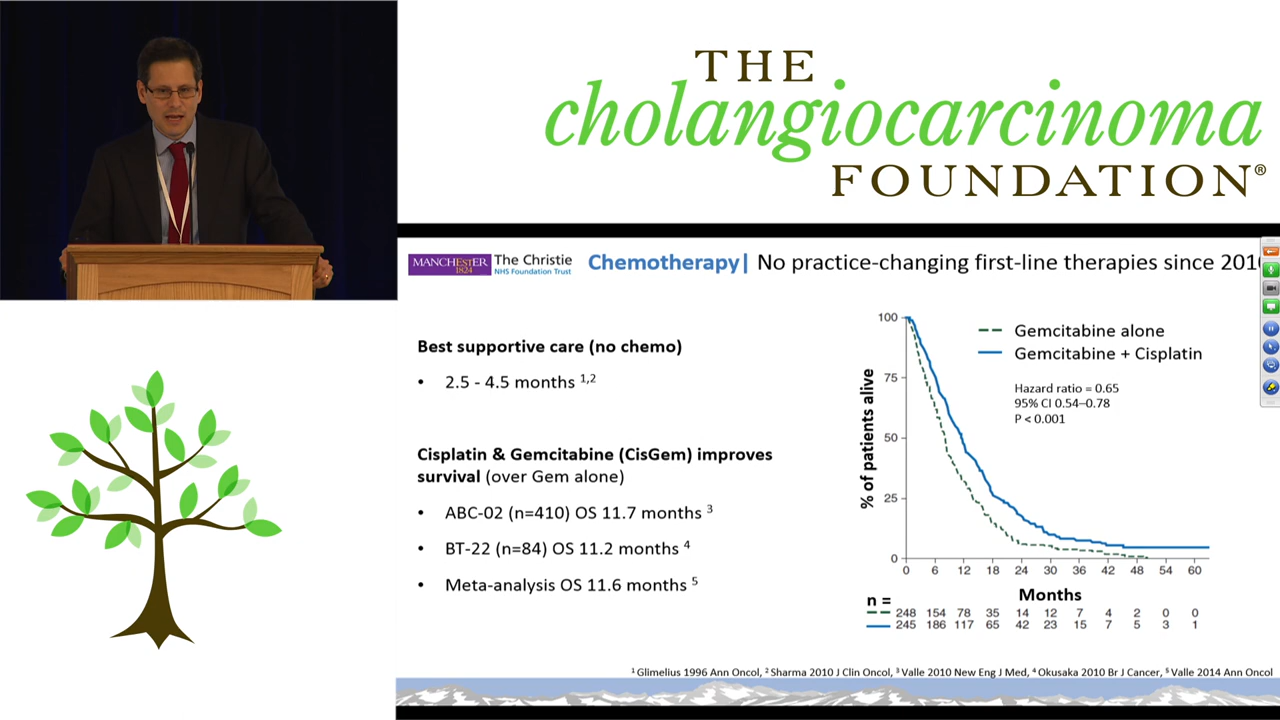 THE
cholangiocarcinoma
FOUNDATION®
MANCHESTER
1824
The Christie
NHS Foundation Trust
Chemotherapy| No practice-changing first-line therapies since 201
Best supportive care (no chemo)
• 2.5 - 4.5 months 1,2
Cisplatin & Gemcitabine (CisGem) improves
survival (over Gem alone)
• ABC-02 (n=410) OS 11.7 months 3
• BT-22 (n=84) OS 11.2 months 4
• Meta-analysis OS 11.6 months 5
% of patients alive
100
75
50
25
0
Gemcitabine alone
Gemcitabine + Cisplatin
Hazard ratio = 0.65
95% CI 0.54–0.78
P < 0.001
0 6 12 18 24 30 36 42 48 54 60
Months
n =
248 154 78 35 14 12 7 4 2 0 0
245 186 117 65 42 23 15 7 5 3 1
1 Glimelius 1996 Ann Oncol, 2 Sharma 2010 J Clin Oncol, 3 Valle 2010 New Eng J Med, 4 Okusaka 2010 Br J Cancer, 5 Valle 2014 Ann Oncol